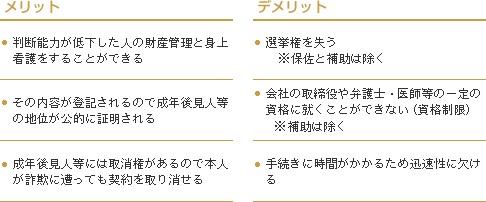 メリット
判断能力が低下した人の財産管理と身上
看護をすることができる
その内容が登記されるので成年後見人等
の地位が公的に証明される
成年後見人等には取消権があるので本人
が詐欺に遭っても契約を取り消せる
デメリット
選挙権を失う
※保佐と補助は除く
会社の取締役や弁護士・医師等の一定の
資格に就くことができない（資格制限）
※補助は除く
手続きに時間がかかるため迅速性に欠け
る